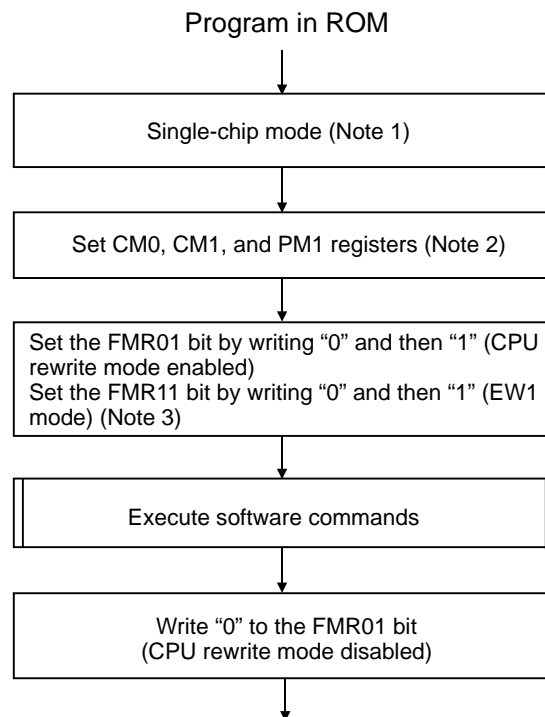 Program in ROM
Single-chip mode (Note 1)
Set CM0, CM1, and PM1 registers (Note 2)
Set the FMR01 bit by writing “0” and then “1” (CPU
rewrite mode enabled)
Set the FMR11 bit by writing “0” and then “1” (EW1
mode) (Note 3)
Execute software commands
Write “0” to the FMR01 bit
(CPU rewrite mode disabled)